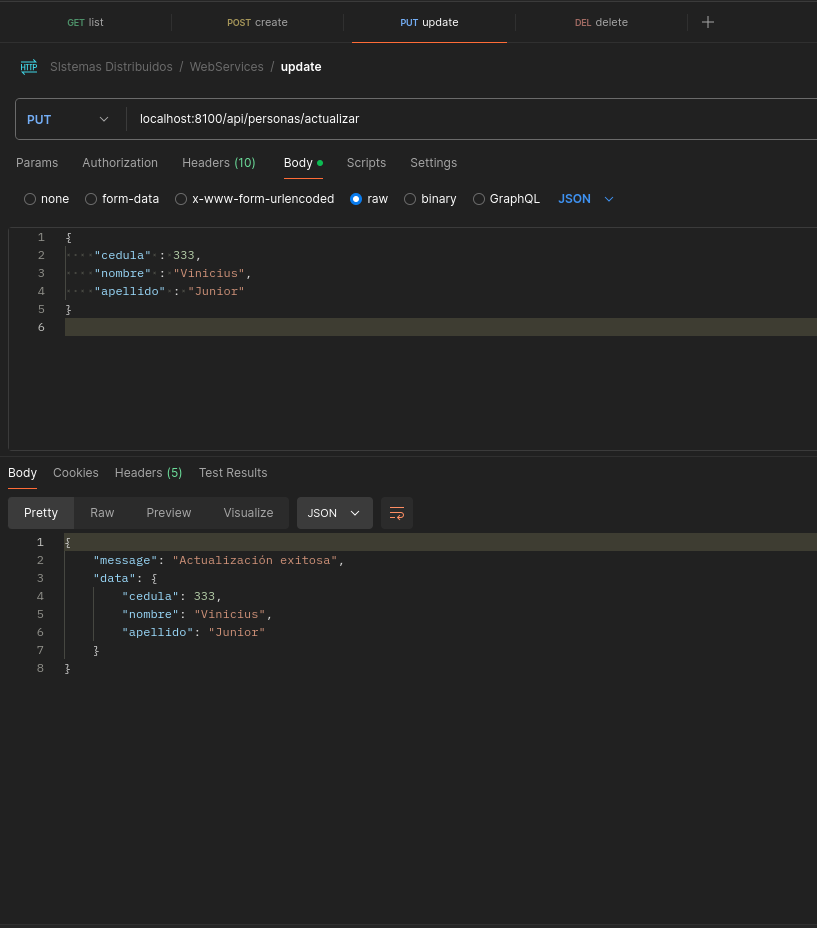 GET list POST create PUT update DEL delete
HTTP SIstemas Distribuidos / WebServices / update
PUT localhost:8100/api/personas/actualizar
Params Authorization Headers (10) Body Scripts Settings
none form-data x-www-form-urlencoded raw binary GraphQL JSON
1 {
2 ····"cedula"·:·333,
3 ····"nombre"·:·"Vinicius",
4 ····"apellido"·:·"Junior"
5 }
6
Body Cookies Headers (5) Test Results
Pretty Raw Preview Visualize JSON
1 {
2 "message": "Actualización exitosa",
3 "data": {
4 "cedula": 333,
5 "nombre": "Vinicius",
6 "apellido": "Junior"
7 }
8 }